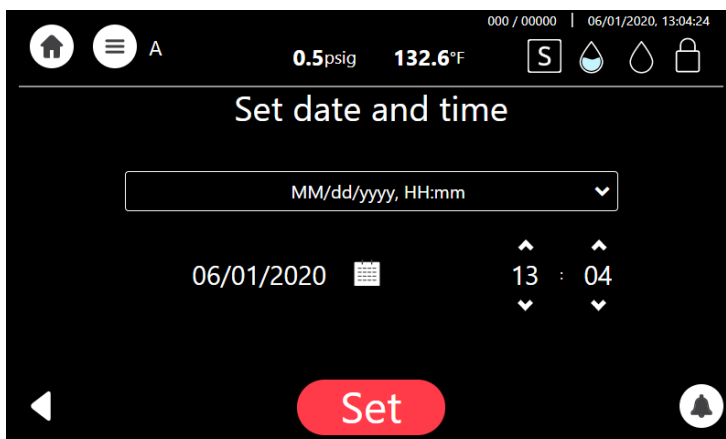 000 / 00000 | 06/01/2020, 13:04:24
A 0.5psig 132.6°F S
Set date and time
MM/dd/yyyy, HH:mm
06/01/2020 13 : 04
Set